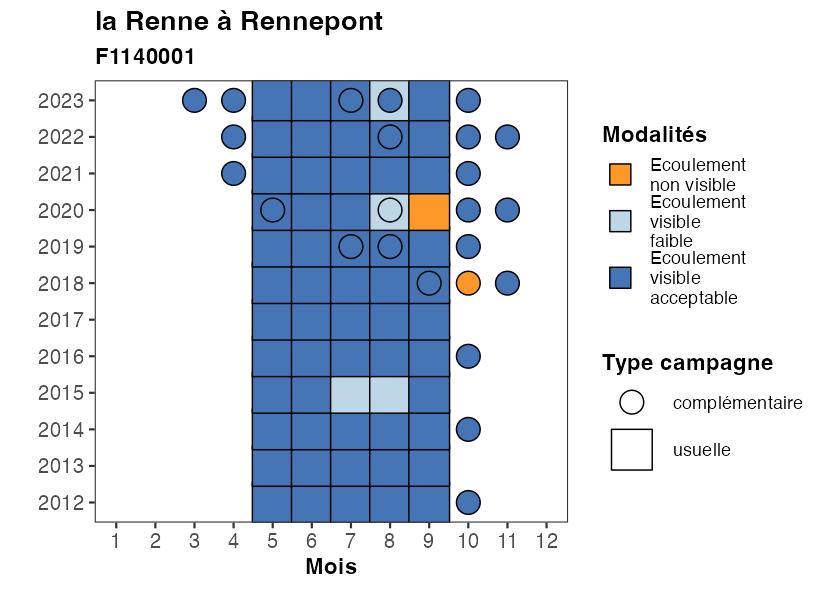 la Renne à Rennepont
F1140001
2023
2022
2021
2020
2019
2018
2017
2016
2015
2014
2013
2012
1 2 3 4 5 6 7 8 9 10 11 12
Mois
Modalités
Ecoulement
non visible
Ecoulement
visible
faible
Ecoulement
visible
acceptable
Type campagne
complémentaire
usuelle